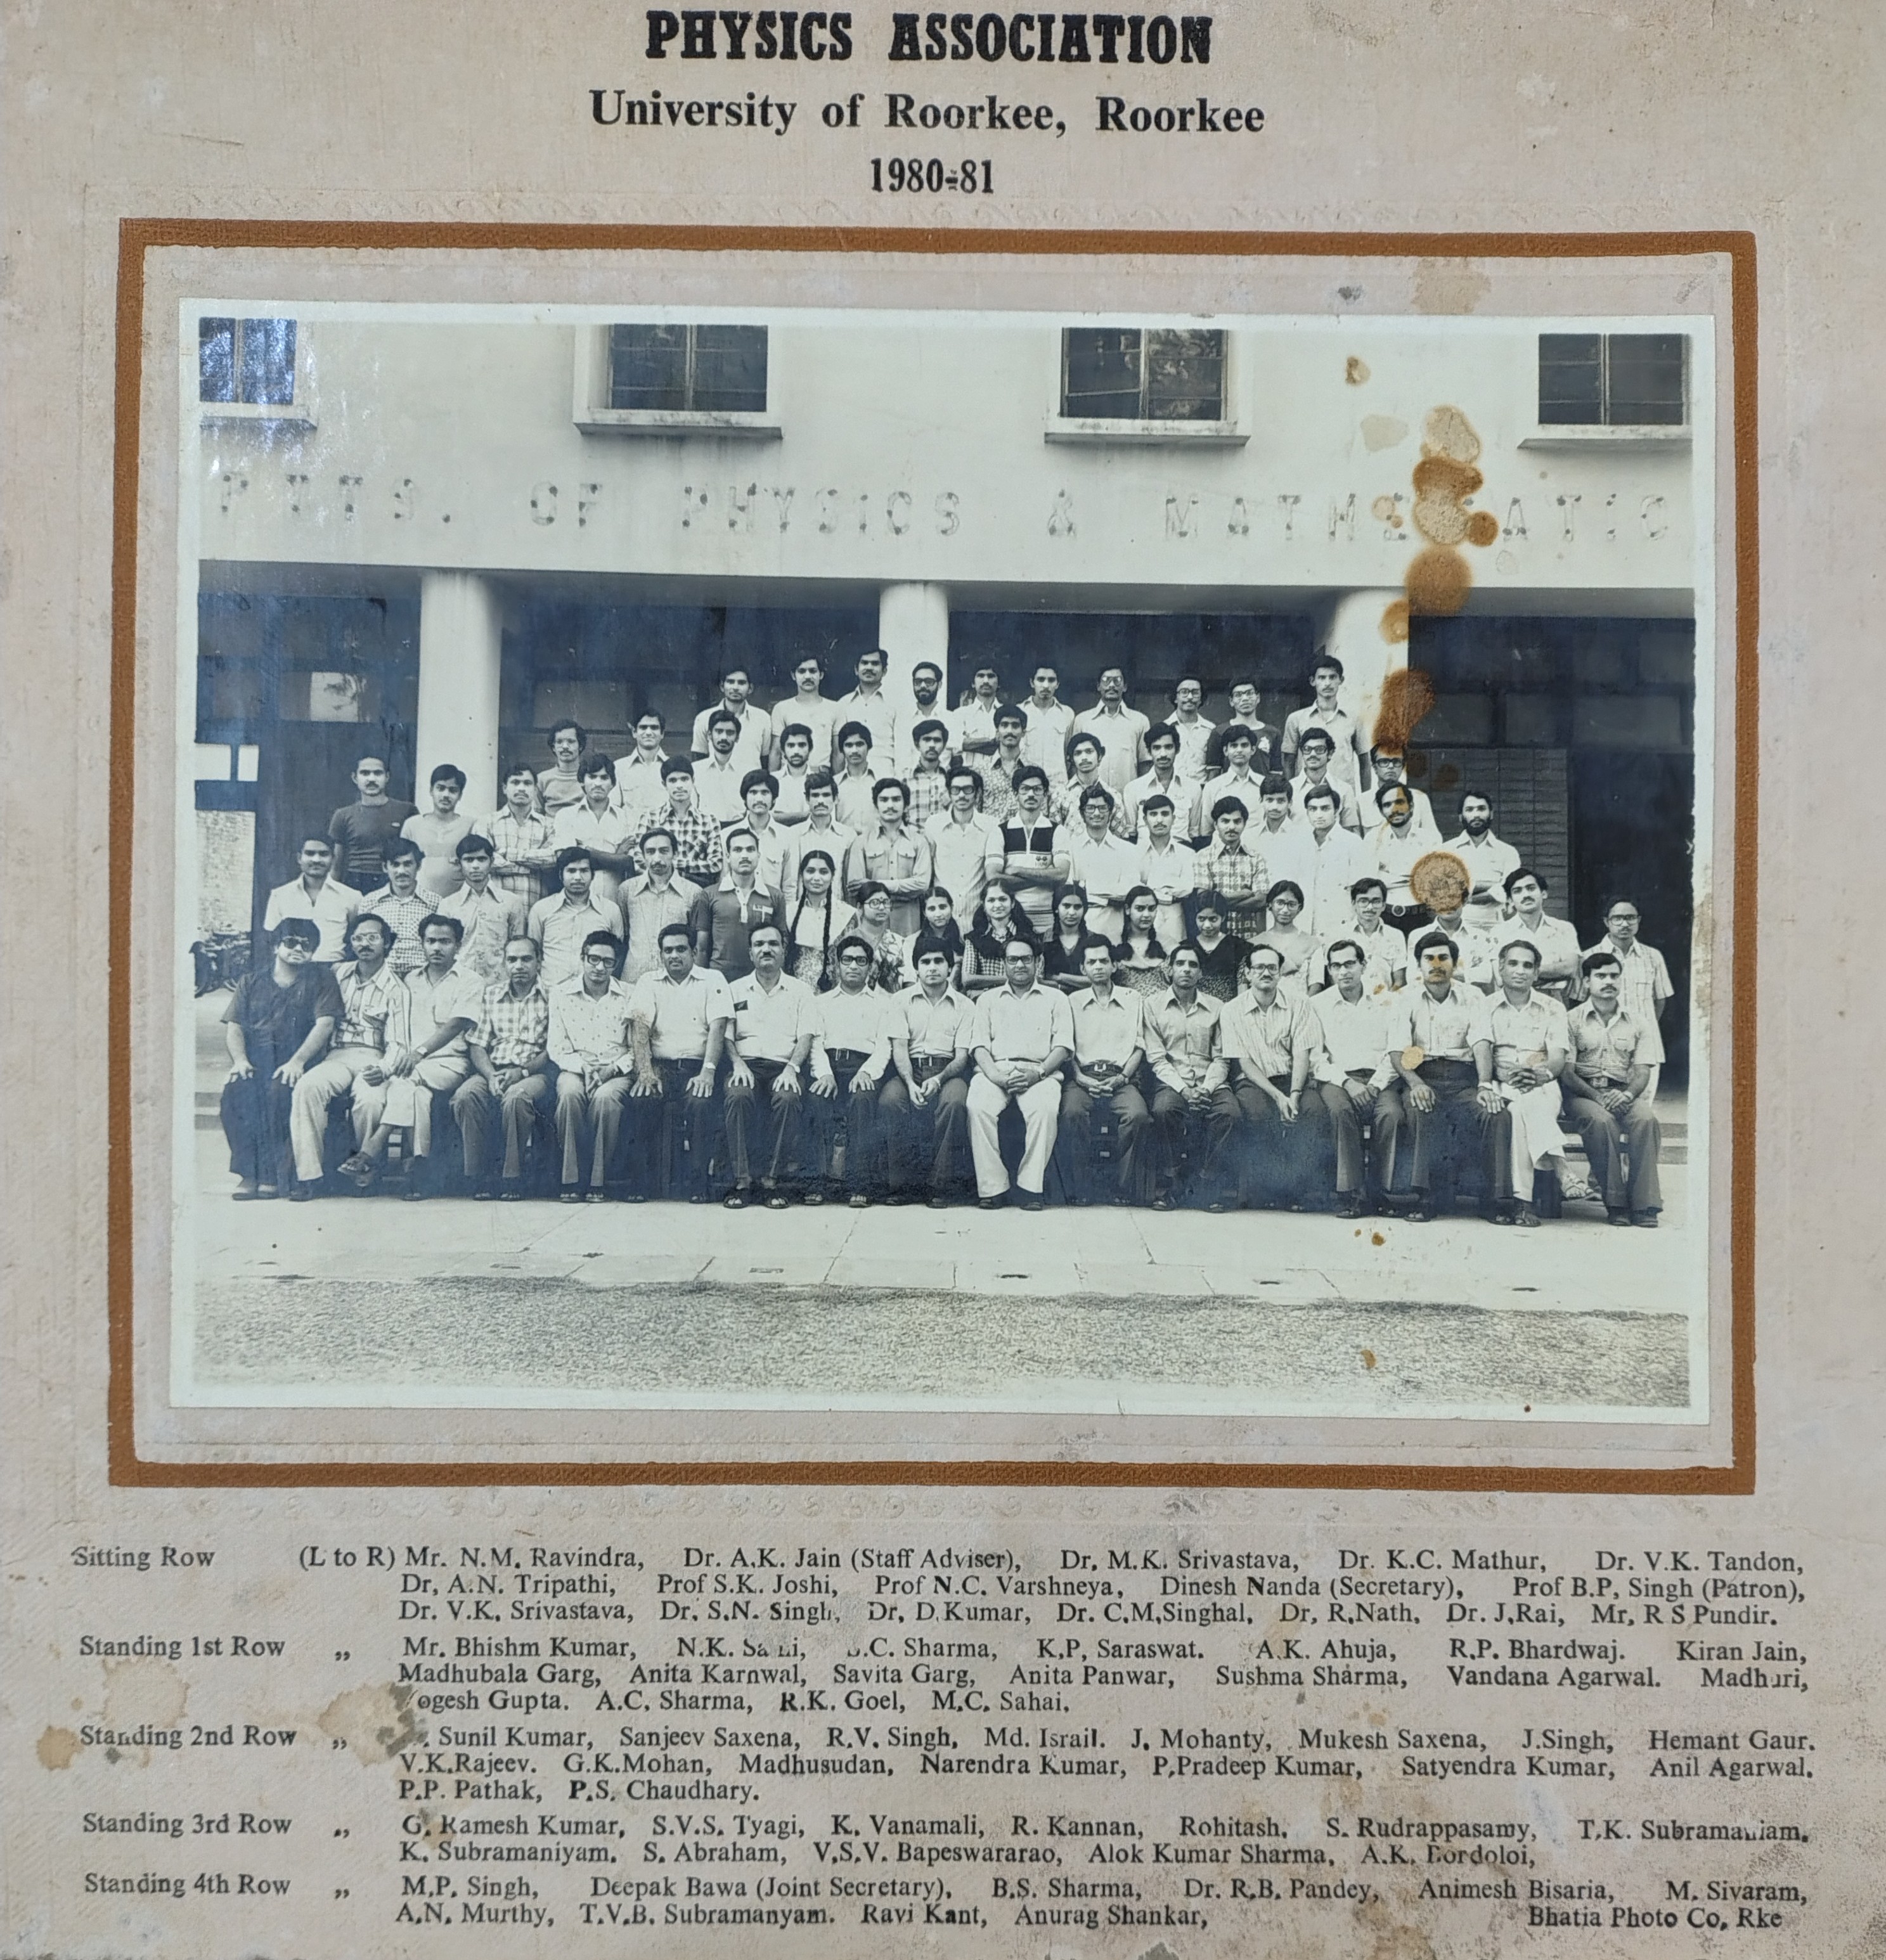 PHYSICS ASSOCIATION
University of Roorkee, Roorkee
1980-81
OF PHYSICS &
Sitting Row (L to R) Mr. N.M. Ravindra, Dr. A.K. Jain (Staff Adviser), Dr, M.K. Srivastava, Dr. K.C. Mathur, Dr. V.K. Tandon,
Dr, A.N. Tripathi, Prof S.K. Joshi, Prof N.C. Varshneya, Dinesh Nanda (Secretary), Prof B.P, Singh (Patron),
Dr. V.K, Srivastava, Dr, S.N. Singh, Dr, D.Kumar, Dr. C.M.Singhal, Dr, R.Nath, Dr. J.Rai, Mr, R S Pundir.
Standing 1st Row ,, Mr. Bhishm Kumar, N.K. .C. Sharma, K.P, Saraswat. A.K. Ahuja, R.P. Bhardwaj. Kiran Jain,
Madhubala Garg, Anita Karnwal, Savita Garg, Anita Panwar, Sushma Sharma, Vandana Agarwal. Madhuri,
Gupta. A.C, Sharma, R.K. Goel, M.C. Sahai.
Standing 2nd Row ,, Sunil Kumar, Sanjeev Saxena, R.V. Singh, Md. Israil. J. Mohanty, Mukesh Saxena, J.Singh, Hemant Gaur.
V.K.Rajeev. G.K.Mohan, Madhusudan, Narendra Kumar, P.Pradeep Kumar, Satyendra Kumar, Anil Agarwal.
P.P. Pathak, P.S. Chaudhary.
Standing 3rd Row ,, G. Ramesh Kumar, S.V.S. Tyagi, K. Vanamali, R. Kannan, Rohitash, S. Rudrappasamy, T.K. Subramaniam.
K. Subramaniyam. S. Abraham, V.S.V. Bapeswararao, Alok Kumar Sharma, A.K. Bordoloi,
Standing 4th Row ,, M.P. Singh, Deepak Bawa (Joint Secretary), B.S. Sharma, Dr. R.B. Pandey, Animesh Bisaria, M. Sivaram,
A.N. Murthy, T.V.B. Subramanyam. Ravi Kant, Anurag Shankar, Bhatia Photo Co, Rke